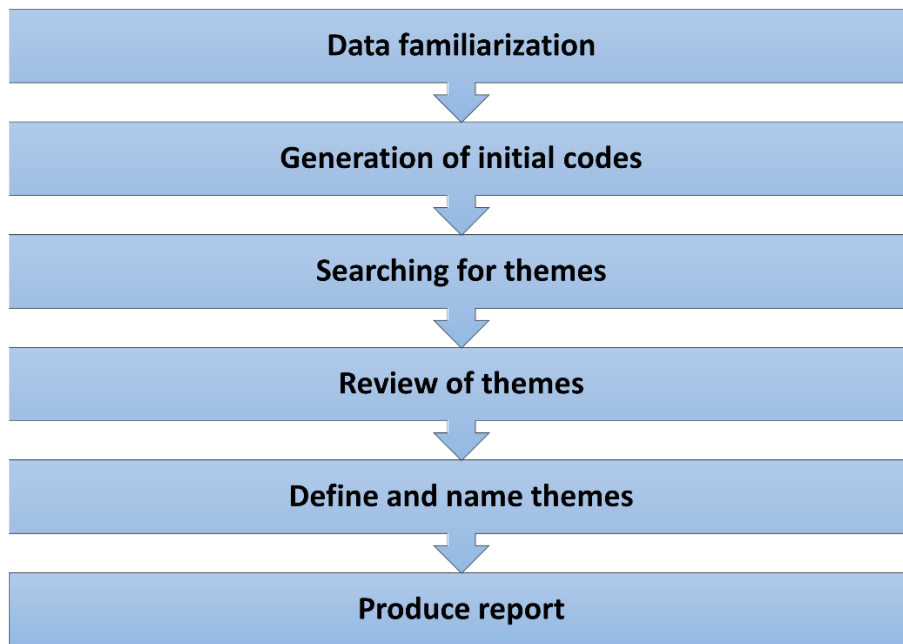 Data familiarization
Generation of initial codes
Searching for themes
Review of themes
Define and name themes
Produce report